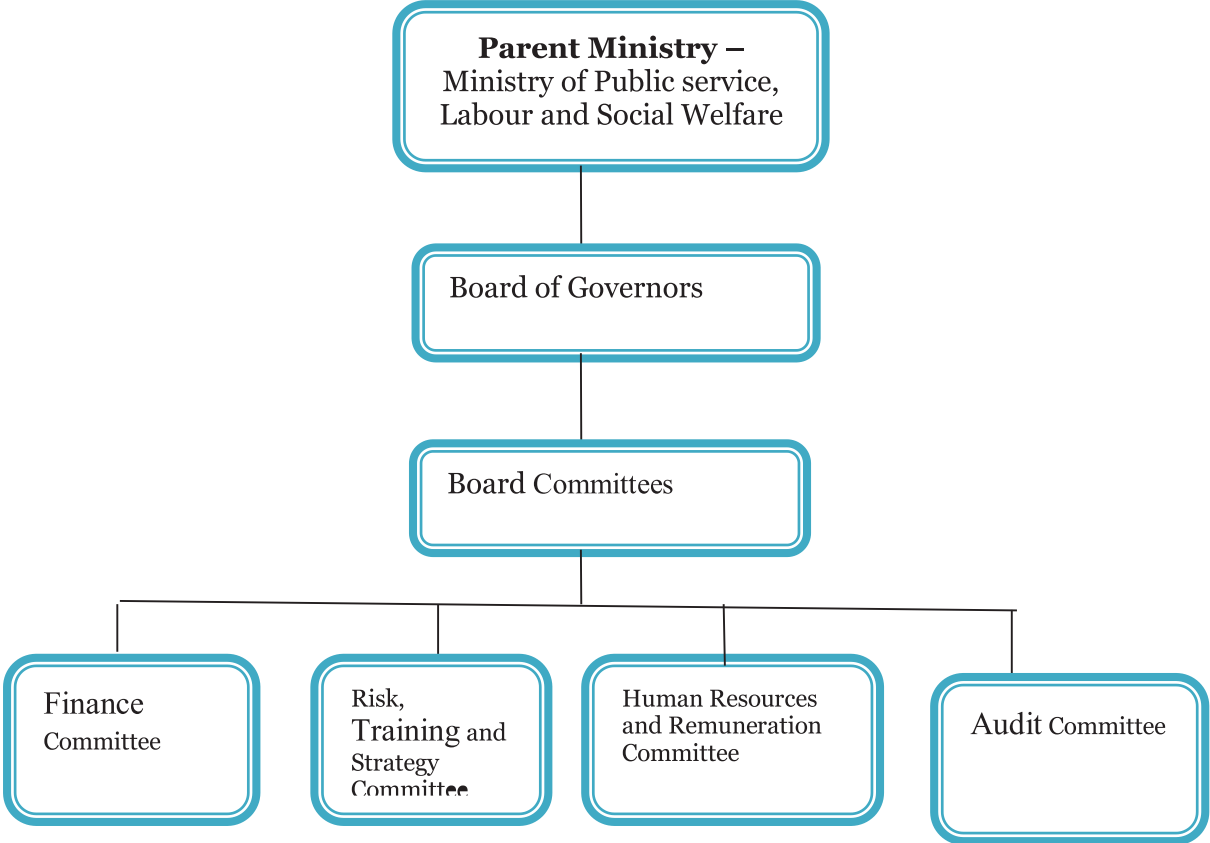 Parent Ministry –
Ministry of Public service,
Labour and Social Welfare
Board of Governors
Board Committees
Finance
Committee
Risk,
Training and
Strategy
Committee
Human Resources
and Remuneration
Committee
Audit Committee